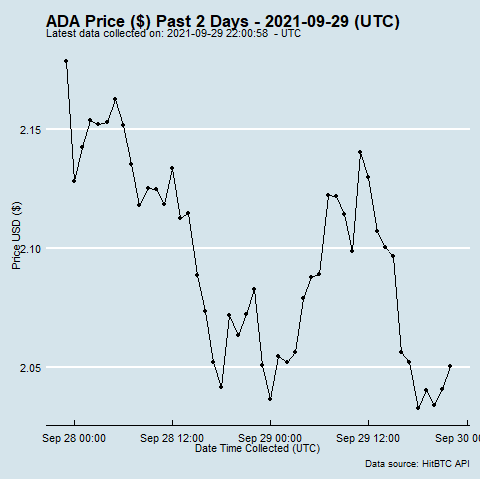 ADA Price ($) Past 2 Days - 2021-09-29 (UTC)
Latest data collected on: 2021-09-29 22:00:58 - UTC
2.15
2.10
2.05
Price USD ($)
Sep 28 00:00
Sep 28 12:00
Sep 29 00:00
Sep 29 12:00
Sep 30 00
Date Time Collected (UTC)
Data source: HitBTC API